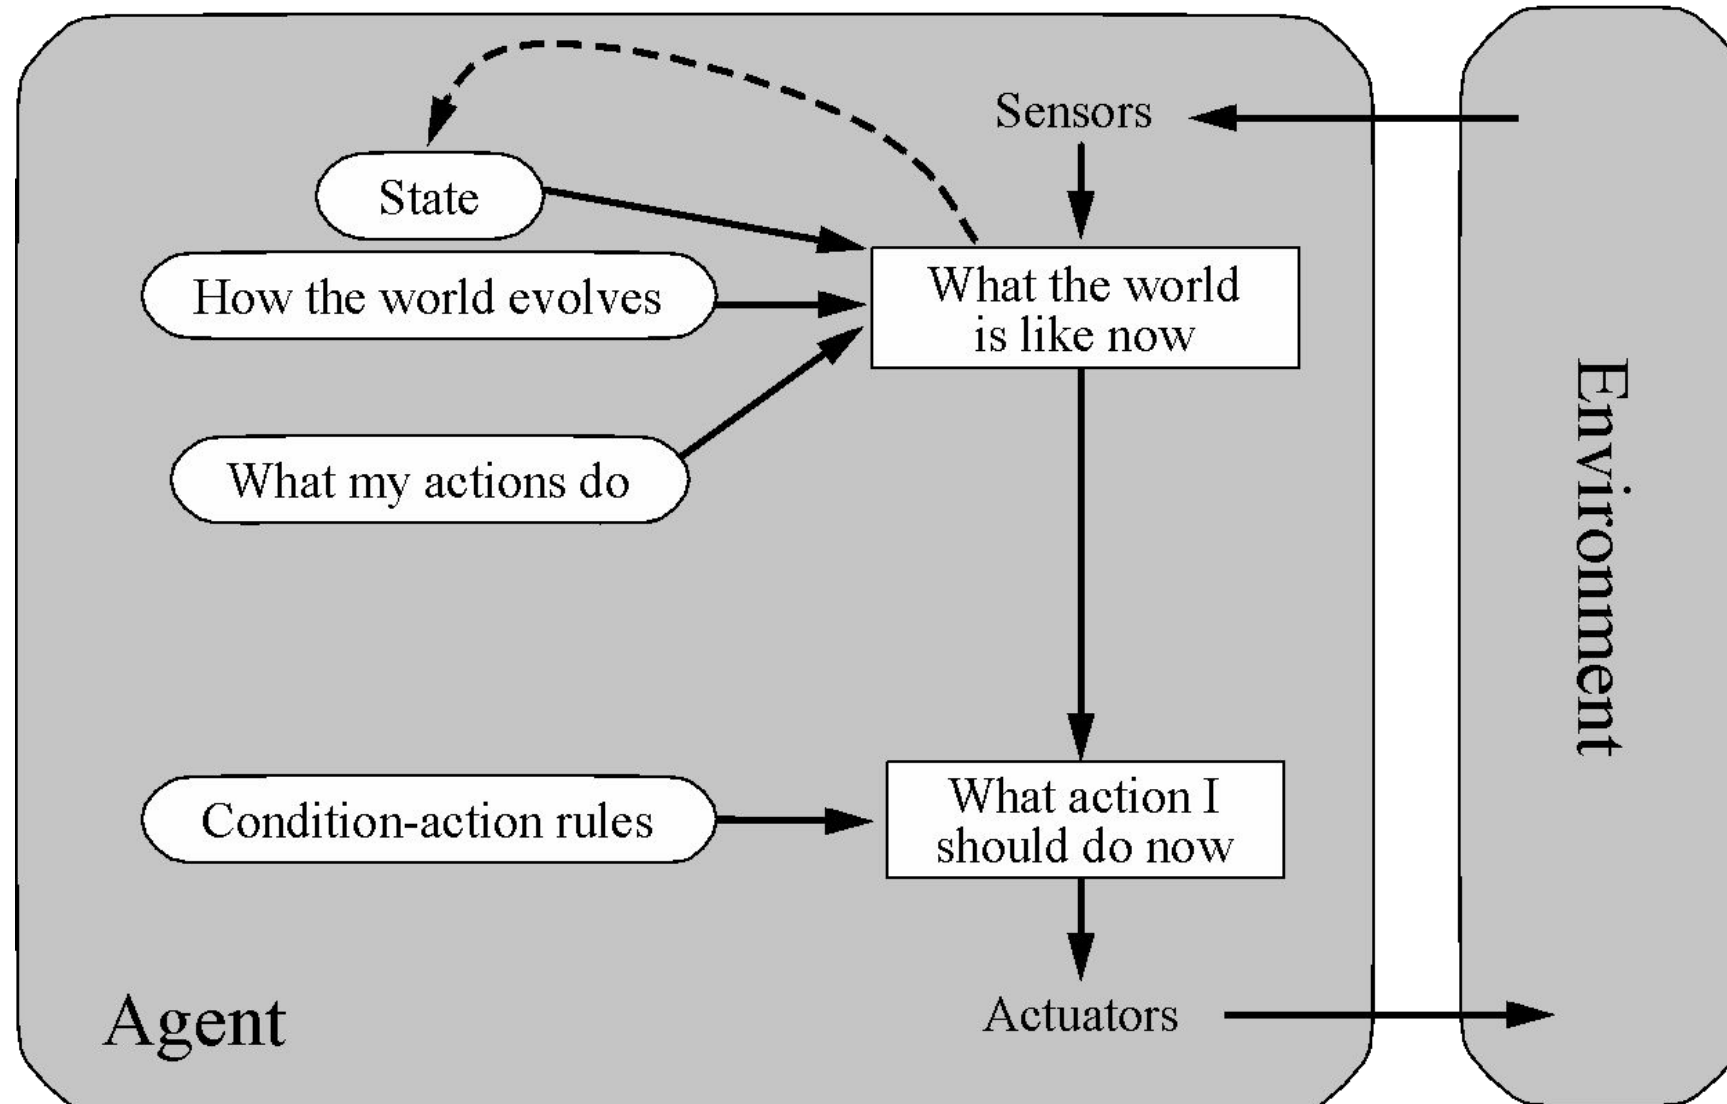 Sensors
State
How the world evolves
What the world
is like now
What my actions do
Environment
Condition-action rules
What action I
should do now
Agent
Actuators